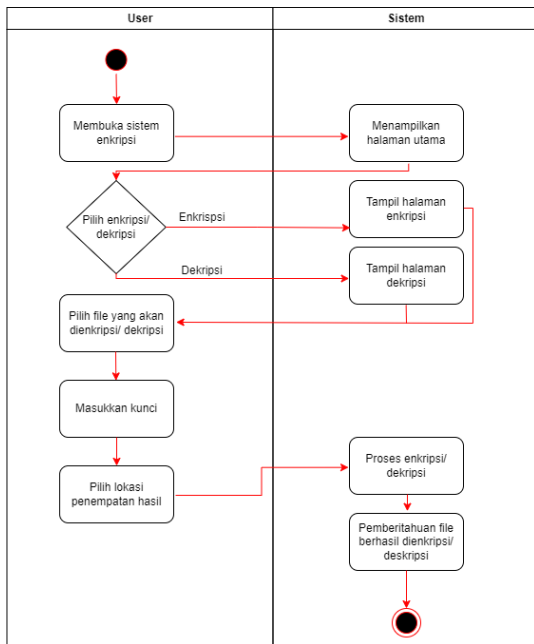 User
Sistem
Membuka sistem
enkripsi
Menampilkan
halaman utama
Pilih enkripsi/
dekripsi
Enkrispsi
Tampil halaman
enkripsi
Dekripsi
Tampil halaman
dekripsi
Pilih file yang akan
dienkripsi/ dekripsi
Masukkan kunci
Pilih lokasi
penempatan hasil
Proses enkripsi/
dekripsi
Pemberitahuan file
berhasil dienkripsi/
deskripsi